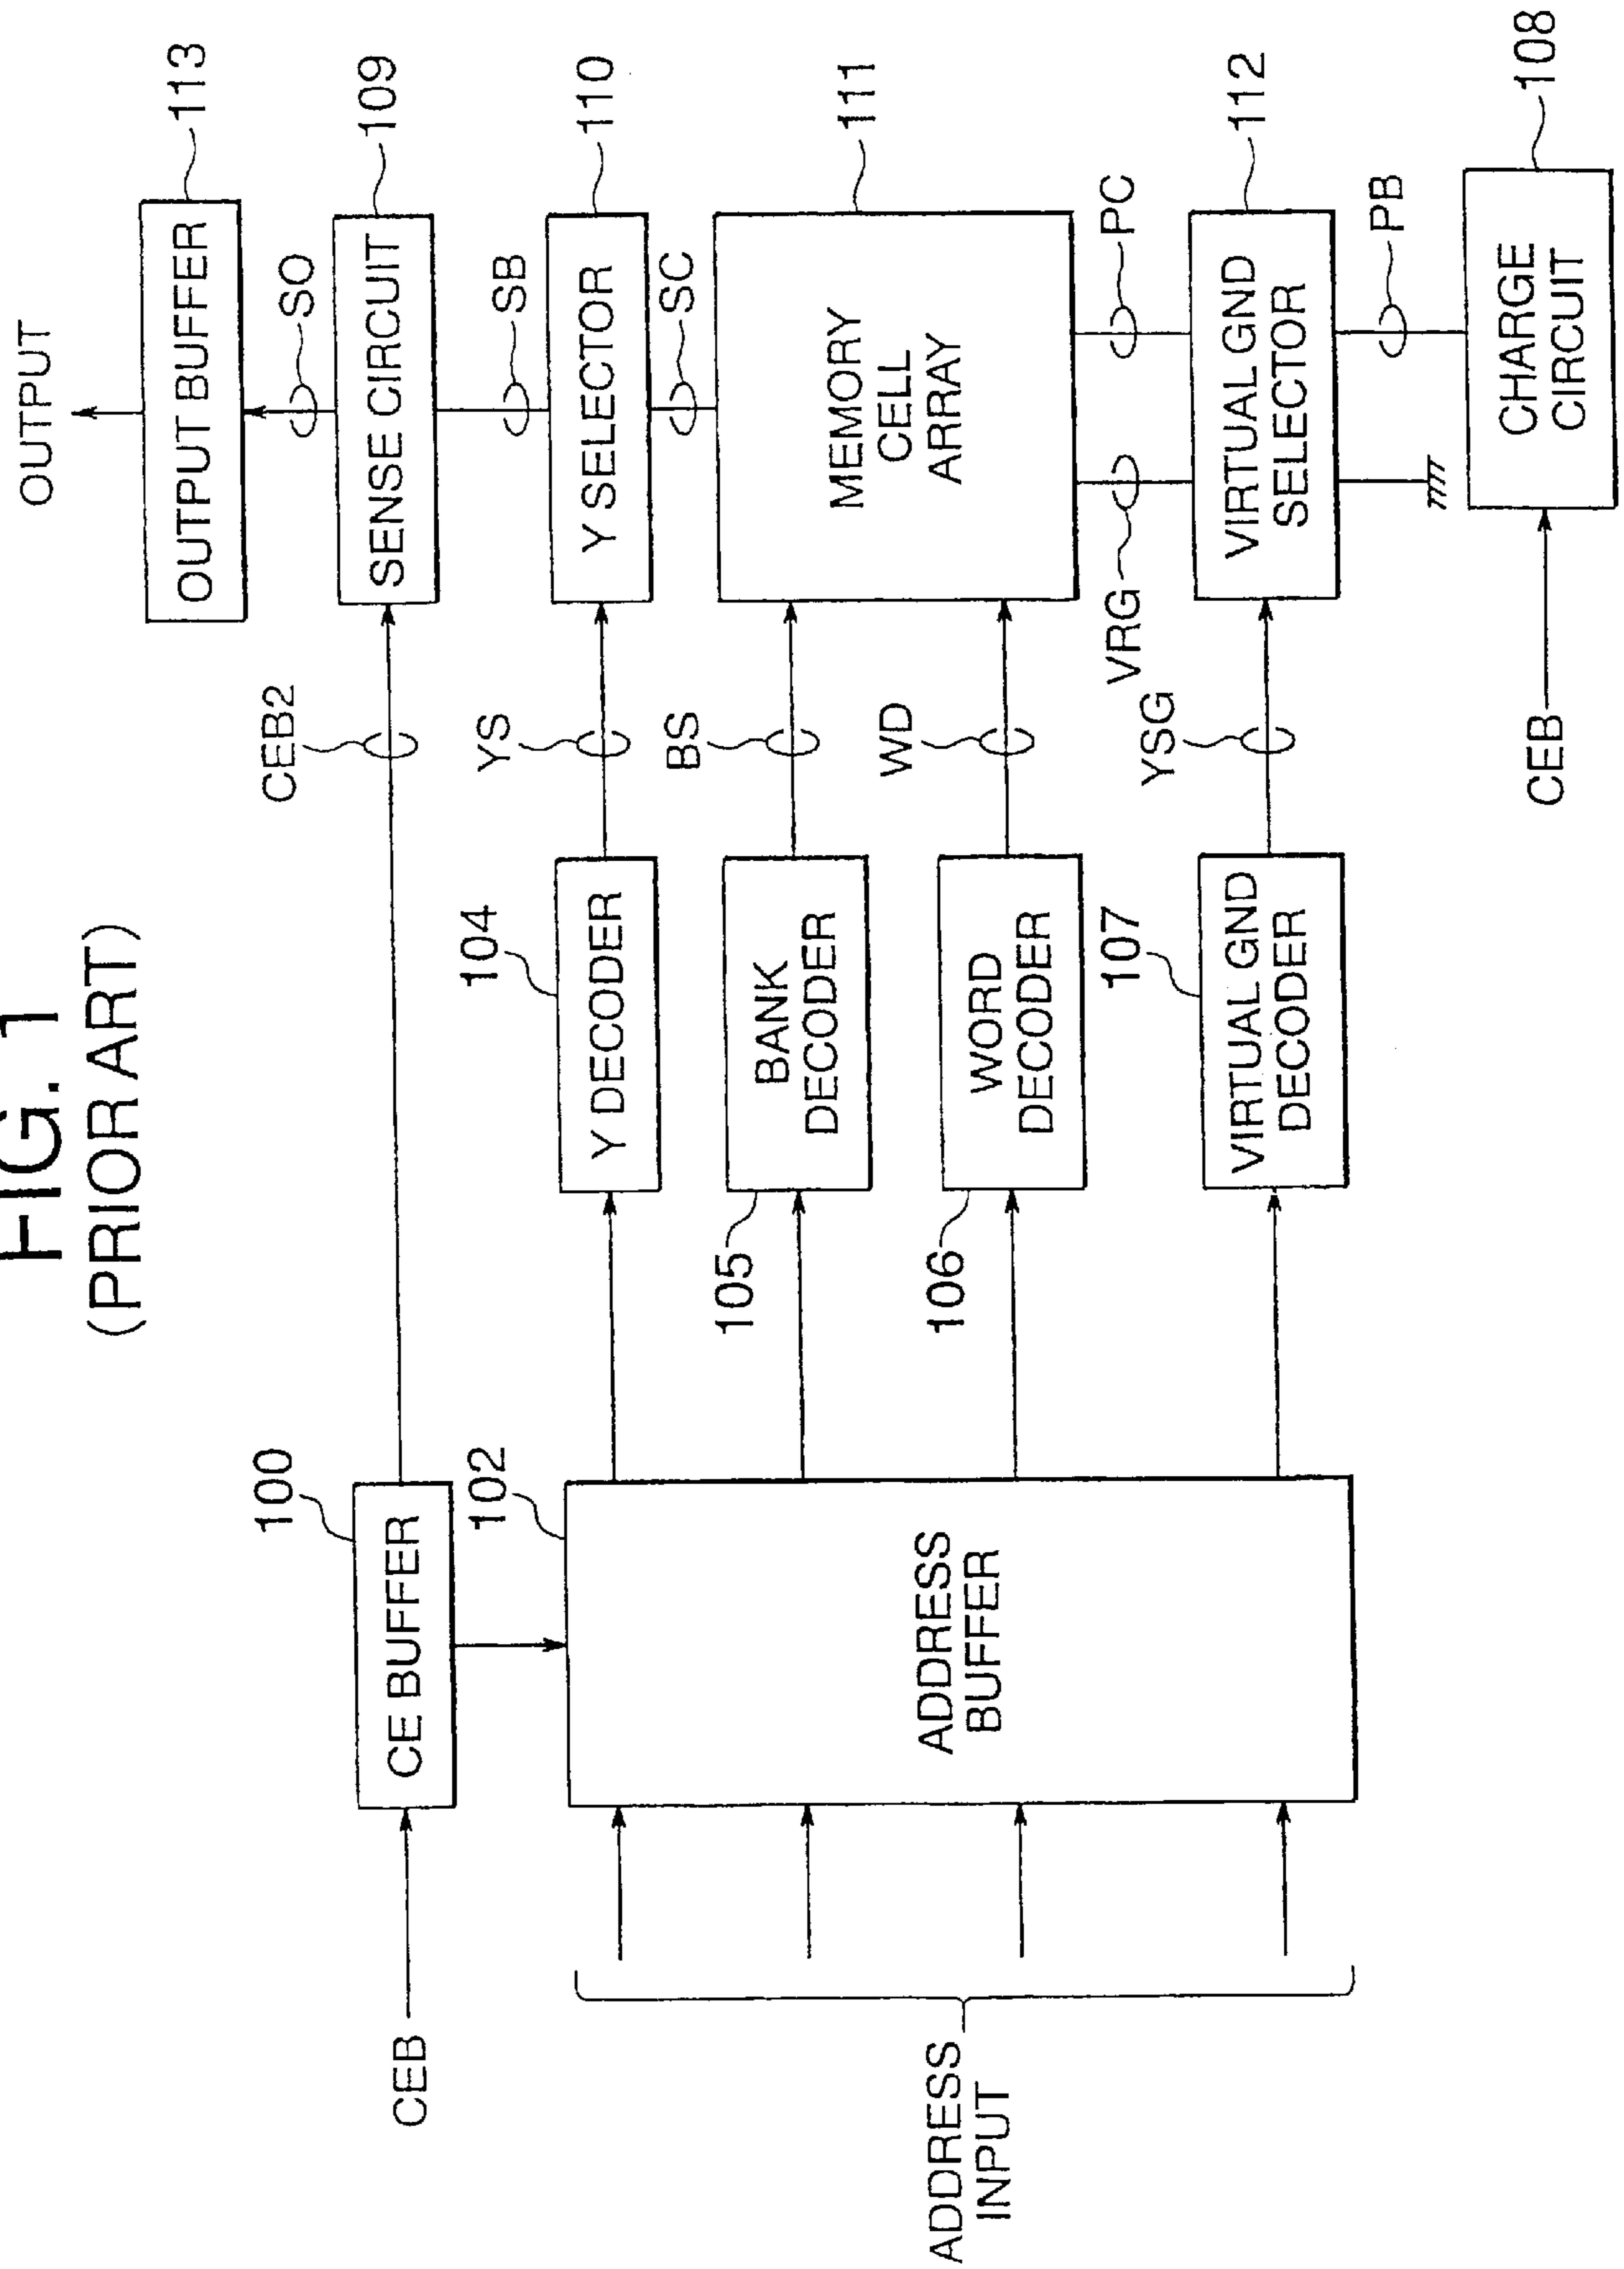 FIG. 1
(PRIOR ART)
OUTPUT
OUTPUT BUFFER
113
SO
CEB
100
CE BUFFER
CEB2
SENSE CIRCUIT
109
SB
102
104
Y DECODER
YS
Y SELECTOR
110
SC
ADDRESS
INPUT
ADDRESS
BUFFER
105
BANK
DECODER
BS
MEMORY
CELL
ARRAY
111
106
WORD
DECODER
WD
VRG
PC
107
VIRTUAL GND
DECODER
YSG
VIRTUAL GND
SELECTOR
112
PB
CEB
CHARGE
CIRCUIT
108